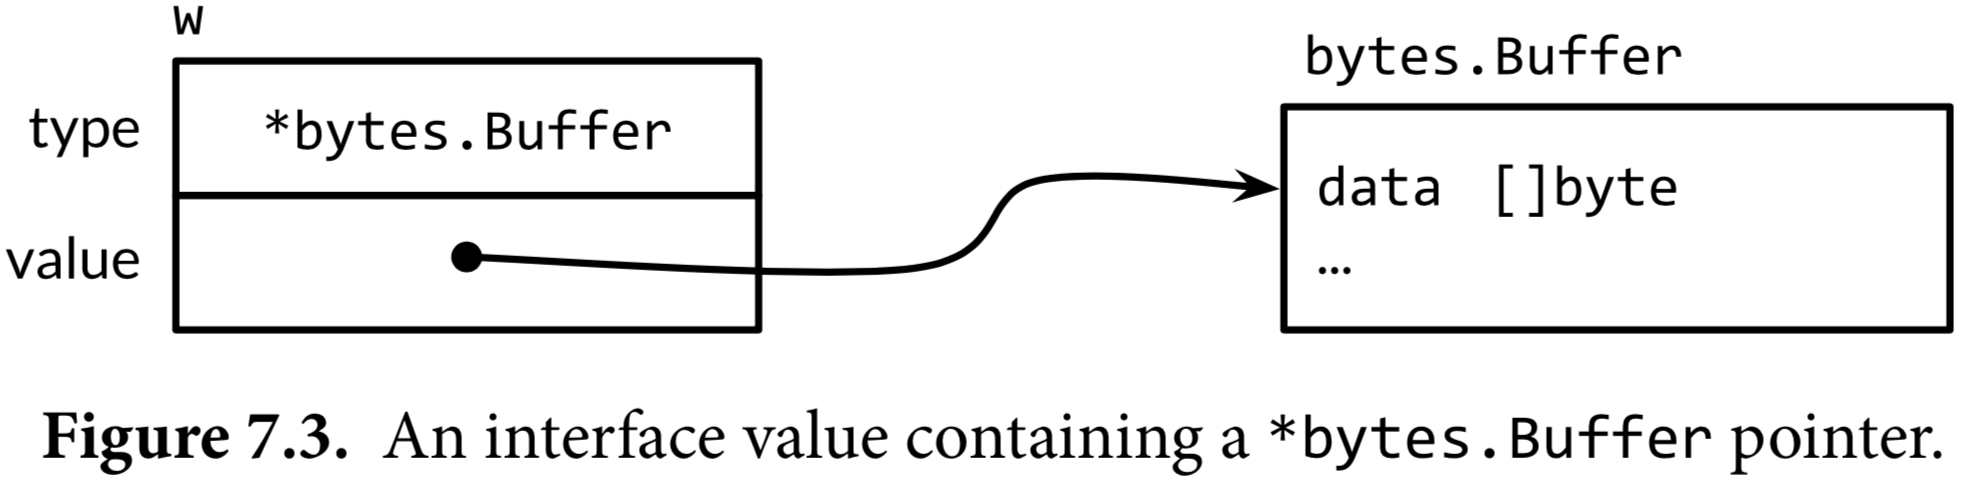 w
bytes.Buffer
type *bytes.Buffer
data []byte
value
...
Figure 7.3. An interface value containing a *bytes.Buffer pointer.